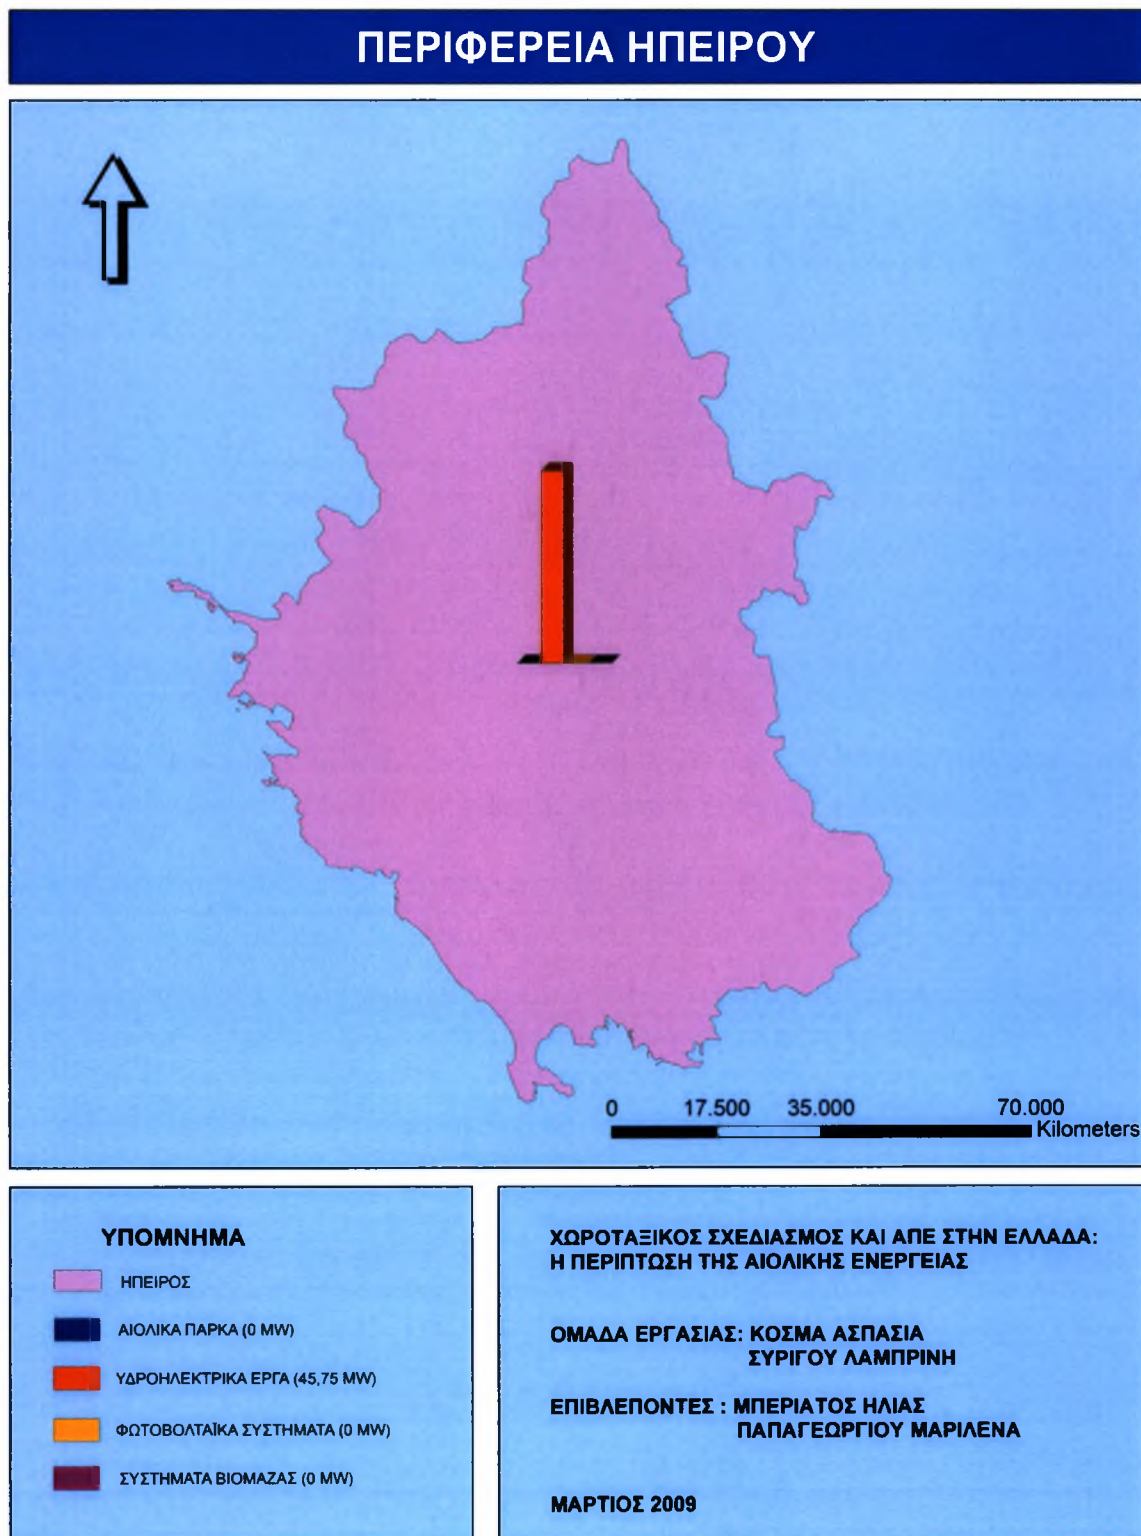 ΠΕΡΙΦΕΡΕΙΑ ΗΠΕΙΡΟΥ
0 17.500 35.000 70.000
Kilometers
ΥΠΟΜΝΗΜΑ
ΗΠΕΙΡΟΣ
ΑΙΟΛΙΚΑ ΠΑΡΚΑ (0 MW)
ΥΔΡΟΗΛΕΚΤΡΙΚΑ ΕΡΓΑ (45,75 MW)
ΦΩΤΟΒΟΛΤΑΪΚΑ ΣΥΣΤΗΜΑΤΑ (0 MW)
ΣΥΣΤΗΜΑΤΑ ΒΙΟΜΑΖΑΣ (0 MW)
ΧΩΡΟΤΑΞΙΚΟΣ ΣΧΕΔΙΑΣΜΟΣ ΚΑΙ ΑΠΕ ΣΤΗΝ ΕΛΛΑΔΑ:
Η ΠΕΡΙΠΤΩΣΗ ΤΗΣ ΑΙΟΛΙΚΗΣ ΕΝΕΡΓΕΙΑΣ
ΟΜΑΔΑ ΕΡΓΑΣΙΑΣ: ΚΟΣΜΑ ΑΣΠΑΣΙΑ
ΣΥΡΙΓΟΥ ΛΑΜΠΡΙΝΗ
ΕΠΙΒΛΕΠΟΝΤΕΣ : ΜΠΕΡΙΑΤΟΣ ΗΛΙΑΣ
ΠΑΠΑΓΕΩΡΓΙΟΥ ΜΑΡΙΛΕΝΑ
ΜΑΡΤΙΟΣ 2009